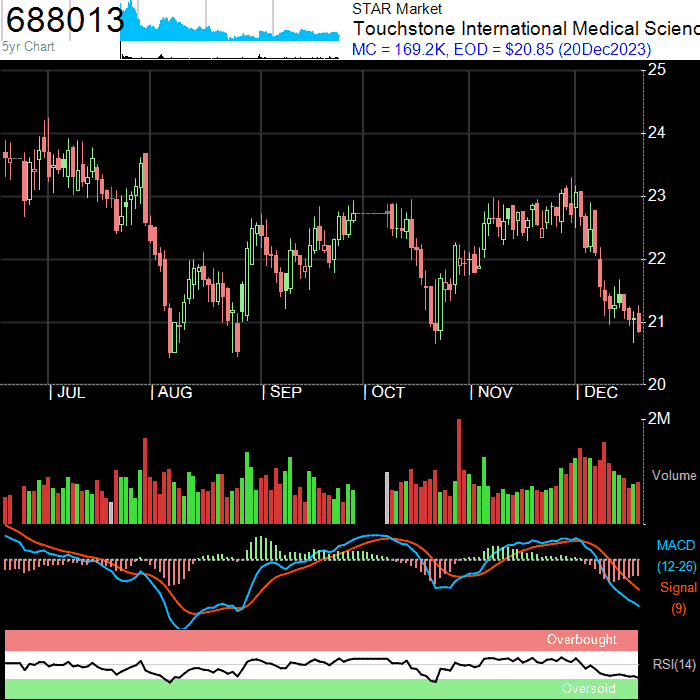 688013
5yr Chart
STAR Market
Touchstone International Medical Scienc
MC = 169.2K, EOD = $20.85 (20Dec2023)
25
24
23
22
21
20
| JUL | AUG | SEP | OCT | NOV | DEC
2M
Volume
MACD
(12-26)
Signal
(9)
Overbought
RSI(14)
Oversold